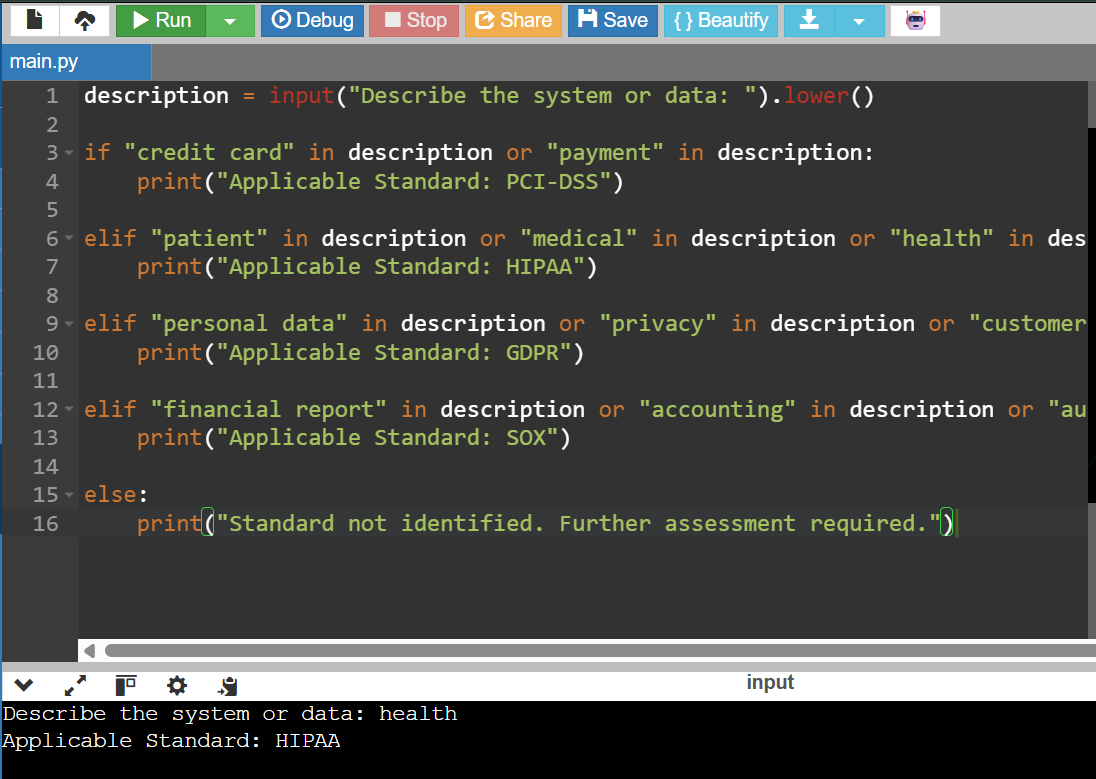 Run Debug Stop Share Save { } Beautify
main.py
1 description = input("Describe the system or data: ").lower()
2
3 if "credit card" in description or "payment" in description:
4     print("Applicable Standard: PCI-DSS")
5
6 elif "patient" in description or "medical" in description or "health" in des
7     print("Applicable Standard: HIPAA")
8
9 elif "personal data" in description or "privacy" in description or "customer
10     print("Applicable Standard: GDPR")
11
12 elif "financial report" in description or "accounting" in description or "au
13     print("Applicable Standard: SOX")
14
15 else:
16     print("Standard not identified. Further assessment required.")
input
Describe the system or data: health
Applicable Standard: HIPAA